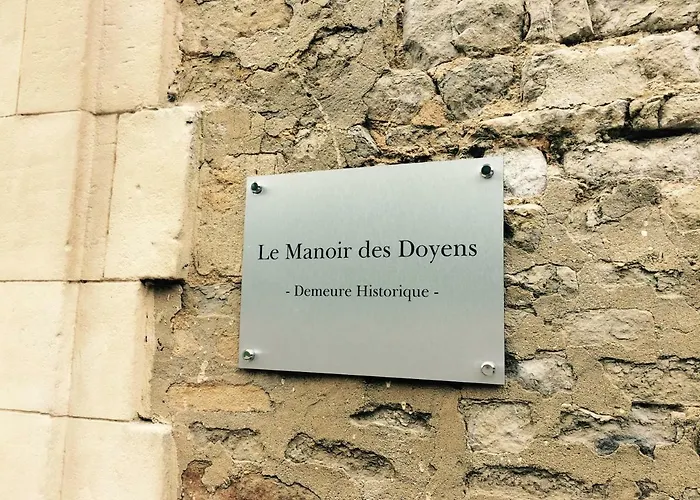 Le Manoir des Doyens
- Demeure Historique -